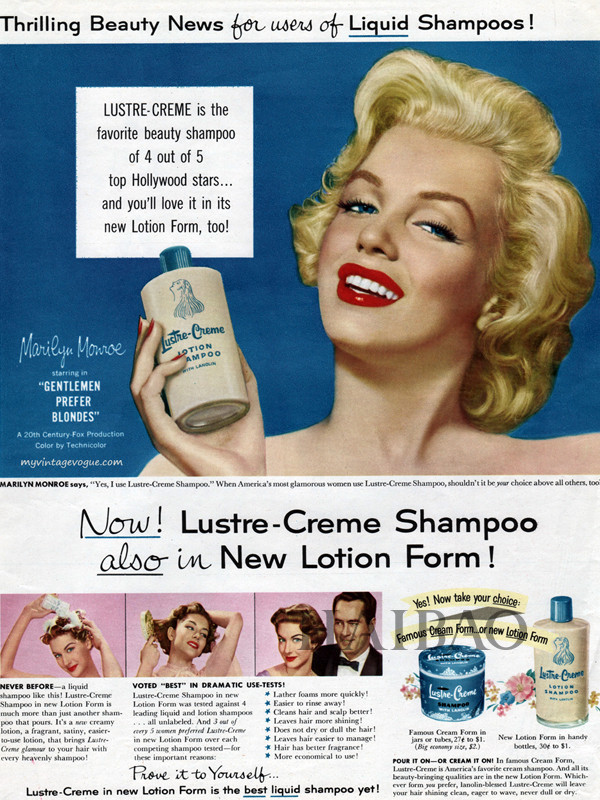 Thrilling Beauty News for users of Liquid Shampoos!
LUSTRE-CREME is the
favorite beauty shampoo
of 4 out of 5
top Hollywood stars...
and you'll love it in its
new Lotion Form, too!
Lustre-Creme
LOTION
SHAMPOO
WITH LANOLIN
Marilyn Monroe
starring in
"GENTLEMEN
PREFER
BLONDES"
A 20th Century-Fox Production
Color by Technicolor
myvintagevogue.com
MARILYN MONROE says, "Yes, I use Lustre-Creme Shampoo." When America's most glamorous women use Lustre-Creme Shampoo, shouldn't it be your choice above all others, too
Now! Lustre-Creme Shampoo
also in New Lotion Form!
HAIBAO
Yes! Now take your choice:
Famous Cream Form...or new Lotion Form
Lustre-Creme
Lustre-Creme
SHAMPOO
WITH LANOLIN
Lustre-Creme
LOTION
SHAMPOO
WITH LANOLIN
Famous Cream Form in
jars or tubes, 27¢ to $1.
(Big economy size, $2.)
New Lotion Form in handy
bottles, 30¢ to $1.
NEVER BEFORE—a liquid
shampoo like this! Lustre-Creme
Shampoo in new Lotion Form is
much more than just another sham-
poo that pours. It's a new creamy
lotion, a fragrant, satiny, easier-
to-use lotion, that brings Lustre-
Creme glamour to your hair with
every heavenly shampoo!
VOTED "BEST" IN DRAMATIC USE-TESTS!
Lustre-Creme Shampoo in new
Lotion Form was tested against 4
leading liquid and lotion shampoos
. . . all unlabeled. And 3 out of
every 5 women preferred Lustre-Creme
in new Lotion Form over each
competing shampoo tested—for
these important reasons:
* Lather foams more quickly!
* Easier to rinse away!
* Cleans hair and scalp better!
* Leaves hair more shining!
* Does not dry or dull the hair!
* Leaves hair easier to manage!
* Hair has better fragrance!
* More economical to use!
POUR IT ON—OR CREAM IT ON! In famous Cream Form,
Lustre-Creme is America's favorite cream shampoo. And all its
beauty-bringing qualities are in the new Lotion Form. Which-
ever form you prefer, lanolin-blessed Lustre-Creme will leave
your hair shining clean, eager to wave, never dull or dry.
Prove it to Yourself...
Lustre-Creme in new Lotion Form is the best liquid shampoo yet!